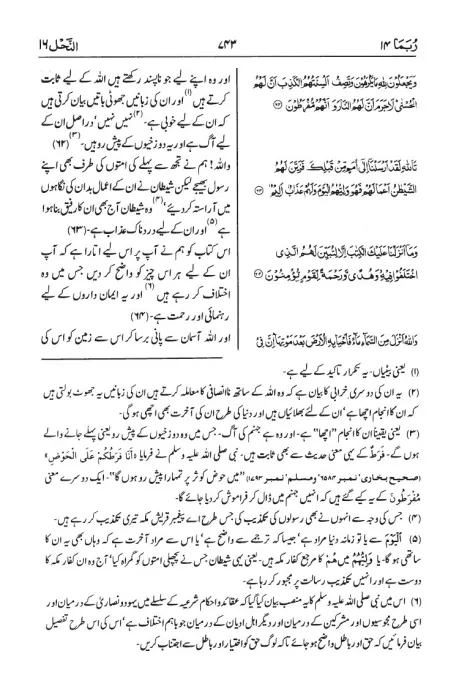 رُبَمَا ۱۴
۷۴۳
النَّحْل ۱۶
وَيَجْعَلُونَ لِلَّهِ مَا يَكْرَهُونَ وَتَصِفُ أَلْسِنَتُهُمُ الْكَذِبَ أَنَّ لَهُمُ
الْحُسْنَىٰ لَا جَرَمَ أَنَّ لَهُمُ النَّارَ وَأَنَّهُمْ مُفْرَطُونَ ۝۶۲
تَاللَّهِ لَقَدْ أَرْسَلْنَا إِلَىٰ أُمَمٍ مِنْ قَبْلِكَ فَزَيَّنَ لَهُمُ
الشَّيْطٰنُ أَعْمَالَهُمْ فَهُوَ وَلِيُّهُمُ الْيَوْمَ وَلَهُمْ عَذَابٌ أَلِيمٌ ۝۶۳
وَمَا أَنْزَلْنَا عَلَيْكَ الْكِتٰبَ إِلَّا لِتُبَيِّنَ لَهُمُ الَّذِي
اخْتَلَفُوا فِيهِ وَهُدًى وَرَحْمَةً لِقَوْمٍ يُؤْمِنُونَ ۝۶۴
وَاللَّهُ أَنْزَلَ مِنَ السَّمَاءِ مَاءً فَأَحْيَا بِهِ الْأَرْضَ بَعْدَ مَوْتِهَا إِنَّ فِي
اور وہ اپنے لیے جو ناپسند رکھتے ہیں اللہ کے لیے ثابت
کرتے ہیں (۱) اور ان کی زبانیں جھوٹی باتیں بیان کرتی ہیں
کہ ان کے لیے خوبی ہے۔ (۲) نہیں نہیں، دراصل ان کے
لیے آگ ہے اور یہ دوزخیوں کے پیش رو ہیں۔ (۳) (۶۲)
واللہ! ہم نے تجھ سے پہلے کی امتوں کی طرف بھی اپنے
رسول بھیجے لیکن شیطان نے ان کے اعمال بد ان کی نگاہوں
میں آراستہ کر دیئے، (۴) وہ شیطان آج بھی ان کا رفیق بنا ہوا
ہے (۵) اور ان کے لیے دردناک عذاب ہے۔ (۶۳)
اس کتاب کو ہم نے آپ پر اس لیے اتارا ہے کہ آپ
ان کے لیے ہر اس چیز کو واضح کر دیں جس میں وہ
اختلاف کر رہے ہیں (۶) اور یہ ایمان داروں کے لیے
رہنمائی اور رحمت ہے۔ (۶۴)
اور اللہ آسمان سے پانی برسا کر اس سے زمین کو اس کی
(۱) یعنی بیٹیاں۔ یہ تکرار تاکید کے لیے ہے۔
(۲) یہ ان کی دوسری خرابی کا بیان ہے کہ وہ اللہ کے ساتھ ناانصافی کا معاملہ کرتے ہیں ان کی زبانیں یہ جھوٹ بولتی ہیں
کہ ان کا انجام اچھا ہے، ان کے لئے بھلائیاں ہیں اور دنیا کی طرح ان کی آخرت بھی اچھی ہو گی۔
(۳) یعنی یقیناً ان کا انجام "اچھا" ہے۔ اور وہ ہے جہنم کی آگ۔ جس میں وہ دوزخیوں کے پیش رو یعنی پہلے جانے والے
ہوں گے۔ فَرَطٌ کے یہی معنی حدیث سے بھی ثابت ہیں۔ نبی صلی اللہ علیہ وسلم نے فرمایا «أَنَا فَرَطُكُمْ عَلَى الْحَوْضِ»
(صحیح بخاری، نمبر ۶۵۸۴، ومسلم، نمبر ۱۷۹۳) "میں حوض کوثر پر تمہارا پیش رو ہوں گا"۔ ایک دوسرے معنی
مُفْرَطُونَ کے یہ کیے گئے ہیں کہ انہیں جہنم میں ڈال کر فراموش کر دیا جائے گا۔
(۴) جس کی وجہ سے انہوں نے بھی رسولوں کی تکذیب کی جس طرح اے پیغمبر قریش مکہ تیری تکذیب کر رہے ہیں۔
(۵) اَلْيَوْمَ سے یا تو زمانہ دنیا مراد ہے، جیسا کہ ترجمے سے واضح ہے، یا اس سے مراد آخرت ہے کہ وہاں بھی یہ ان کا
ساتھی ہو گا۔ یا وَلِيُّهُمْ میں هُمْ کا مرجع کفار مکہ ہیں۔ یعنی یہی شیطان جس نے پچھلی امتوں کو گمراہ کیا، آج وہ ان کفار مکہ کا
دوست ہے اور انہیں تکذیب رسالت پر مجبور کر رہا ہے۔
(۶) اس میں نبی صلی اللہ علیہ وسلم کا یہ منصب بیان کیا گیا کہ عقائد و احکام شرعیہ کے سلسلے میں یہود و نصاریٰ کے درمیان اور
اسی طرح مجوسیوں اور مشرکین کے درمیان اور دیگر اہل ادیان کے درمیان جو باہم اختلاف ہے، اس کی اس طرح تفصیل
بیان فرمائیں کہ حق اور باطل واضح ہو جائے تاکہ لوگ حق کو اختیار اور باطل سے اجتناب کریں۔